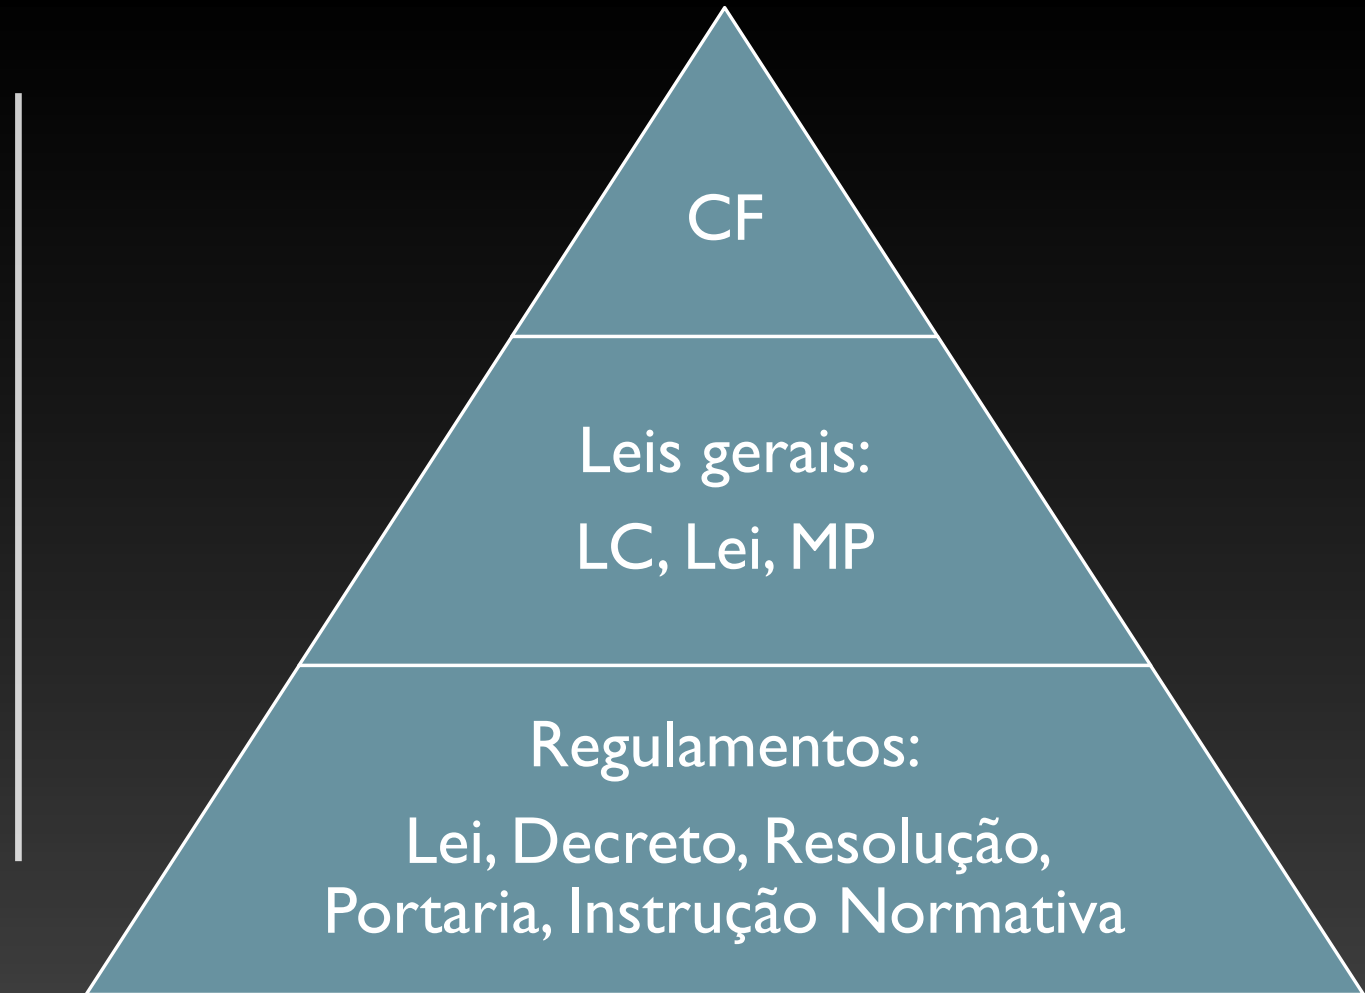 CF
Leis gerais:
LC, Lei, MP
Regulamentos:
Lei, Decreto, Resolução,
Portaria, Instrução Normativa